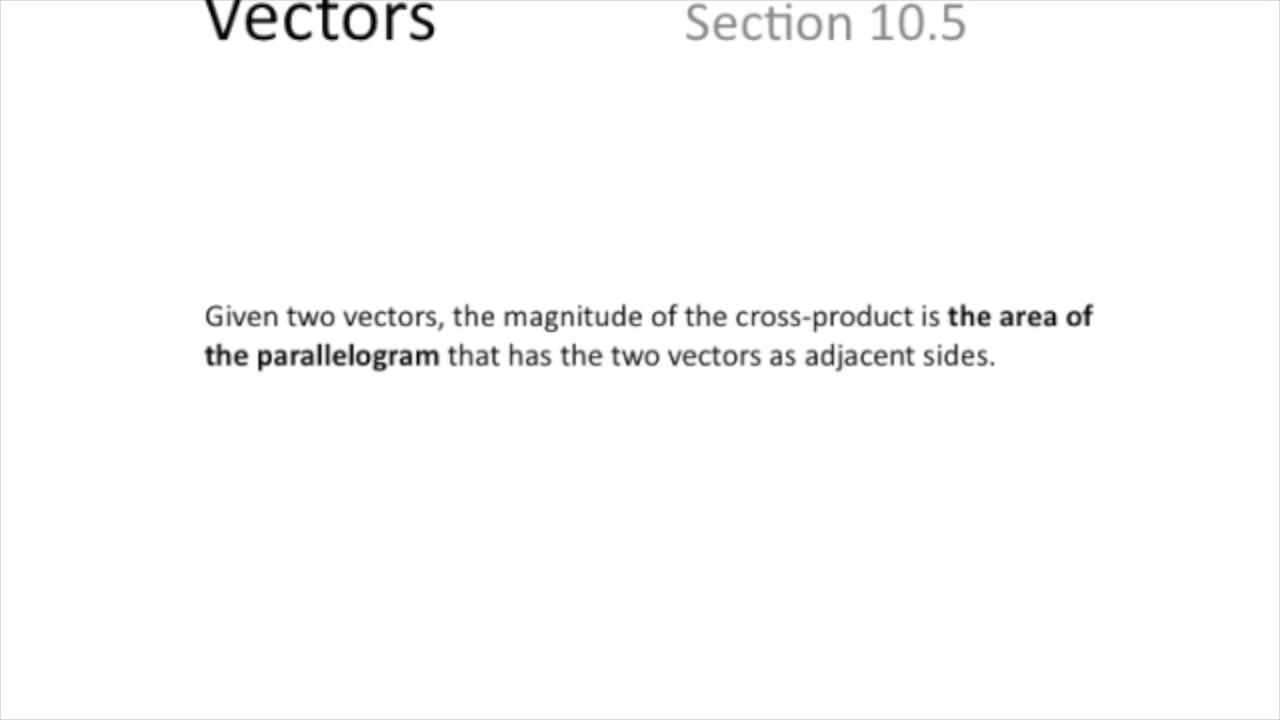 Vectors Section 10.5
Given two vectors, the magnitude of the cross-product is the area of
the parallelogram that has the two vectors as adjacent sides.